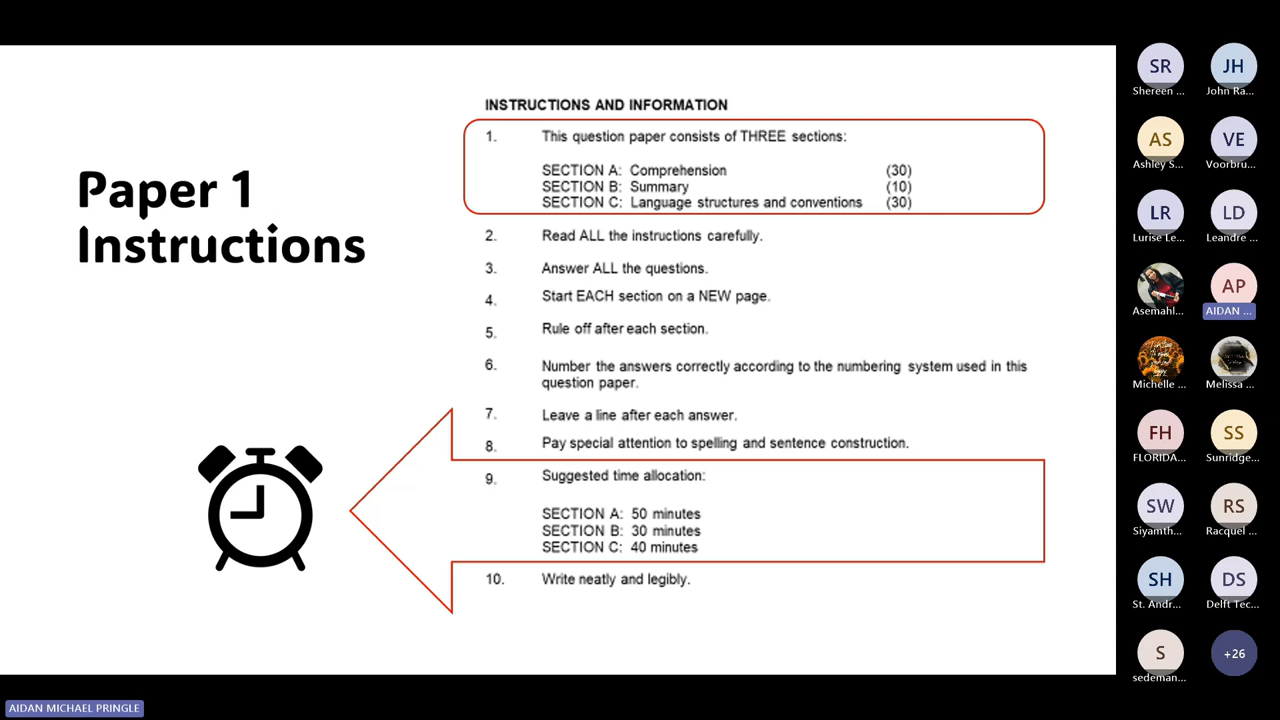 Paper 1
Instructions
INSTRUCTIONS AND INFORMATION
1. This question paper consists of THREE sections:
SECTION A: Comprehension (30)
SECTION B: Summary (10)
SECTION C: Language structures and conventions (30)
2. Read ALL the instructions carefully.
3. Answer ALL the questions.
4. Start EACH section on a NEW page.
5. Rule off after each section.
6. Number the answers correctly according to the numbering system used in this
question paper.
7. Leave a line after each answer.
8. Pay special attention to spelling and sentence construction.
9. Suggested time allocation:
SECTION A: 50 minutes
SECTION B: 30 minutes
SECTION C: 40 minutes
10. Write neatly and legibly.
SR JH
Shereen ... John Ra...
AS VE
Ashley S... Voorbru...
LR LD
Lurise Le... Leandre ...
AP
Asemahl... AIDAN ...
Michelle ... Melissa ...
FH SS
FLORIDA... Sunridge...
SW RS
Siyamth... Racquel ...
SH DS
St. Andr... Delft Tec...
S +26
sedeman...
AIDAN MICHAEL PRINGLE